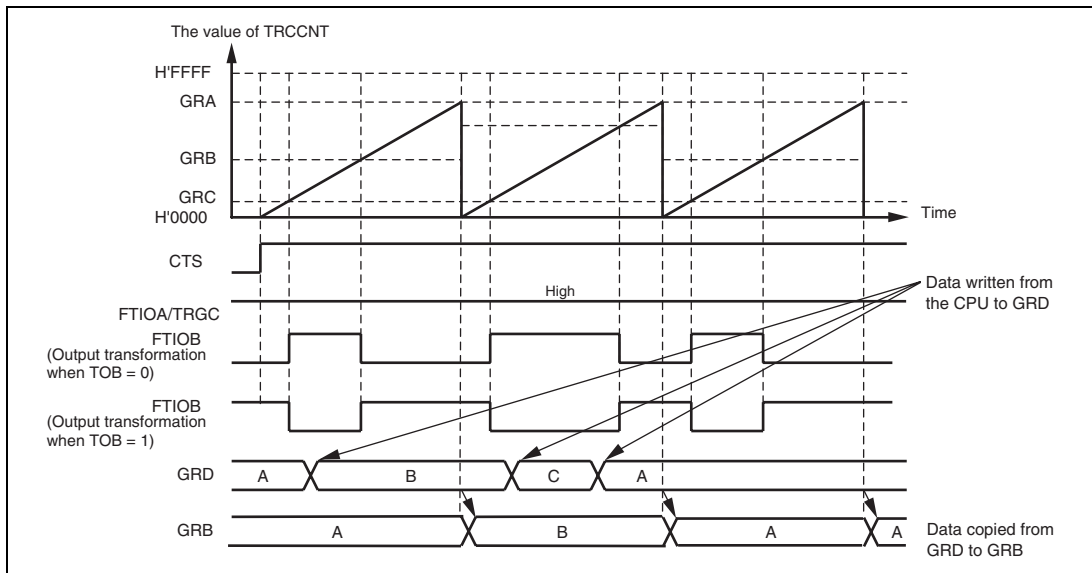 The value of TRCCNT
H'FFFF
GRA
GRB
GRC
H'0000
Time
CTS
Data written from
the CPU to GRD
High
FTIOA/TRGC
FTIOB
(Output transformation
when TOB = 0)
FTIOB
(Output transformation
when TOB = 1)
GRD
A
B
C
A
GRB
A
B
A
A
Data copied from
GRD to GRB